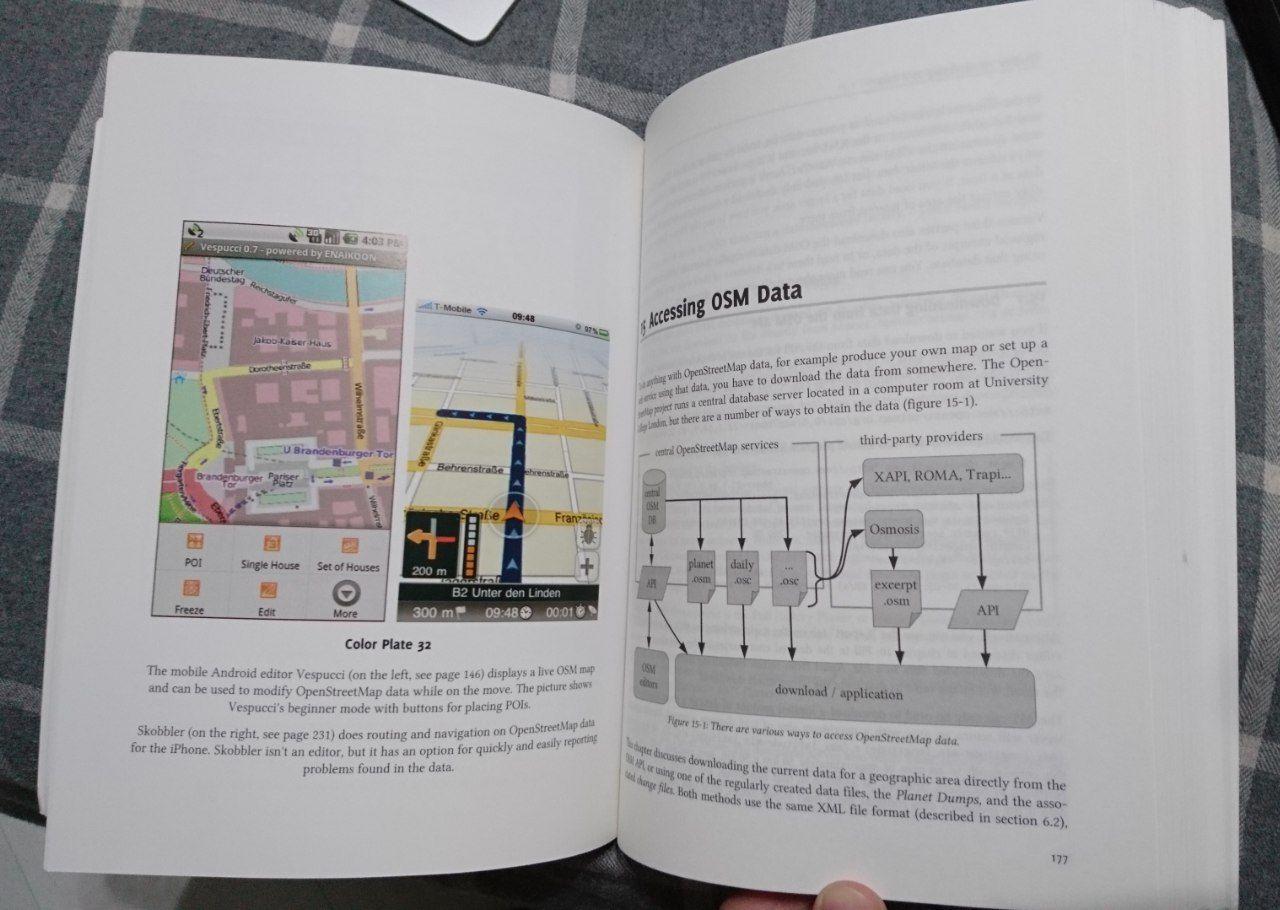 2
3G
4:03 PM
Vespucci 0.7 - powered by ENAIKOON
Deutscher
Bundestag
Reichstagufer
Friedrich-Ebert-Platz
Jakob-Kaiser-Haus
Dorotheenstraße
Ebertstraße
Wilhelmstraße
U Brandenburger Tor
Brandenburger
Tor
Pariser
Platz
POI
Single House
Set of Houses
Freeze
Edit
More
T-Mobile
09:48
97%
Behrenstraße
Behrenstraße
200 m
B2 Unter den Linden
300 m
09:48
00:01
Color Plate 32
The mobile Android editor Vespucci (on the left, see page 146) displays a live OSM map
and can be used to modify OpenStreetMap data while on the move. The picture shows
Vespucci's beginner mode with buttons for placing POIs.
Skobbler (on the right, see page 231) does routing and navigation on OpenStreetMap data
for the iPhone. Skobbler isn't an editor, but it has an option for quickly and easily reporting
problems found in the data.
15 Accessing OSM Data
anything with OpenStreetMap data, for example produce your own map or set up a
service using that data, you have to download the data from somewhere. The Open-
project runs a central database server located in a computer room at University
London, but there are a number of ways to obtain the data (figure 15-1).
central OpenStreetMap services
third-party providers
XAPI, ROMA, Trapi...
central
OSM
DB
Osmosis
API
planet
.osm
daily
.osc
...
.osc
excerpt
.osm
API
OSM
editors
download / application
Figure 15-1: There are various ways to access OpenStreetMap data.
This chapter discusses downloading the current data for a geographic area directly from the
OSM API, or using one of the regularly created data files, the Planet Dumps, and the asso-
ciated change files. Both methods use the same XML file format (described in section 6.2),
177